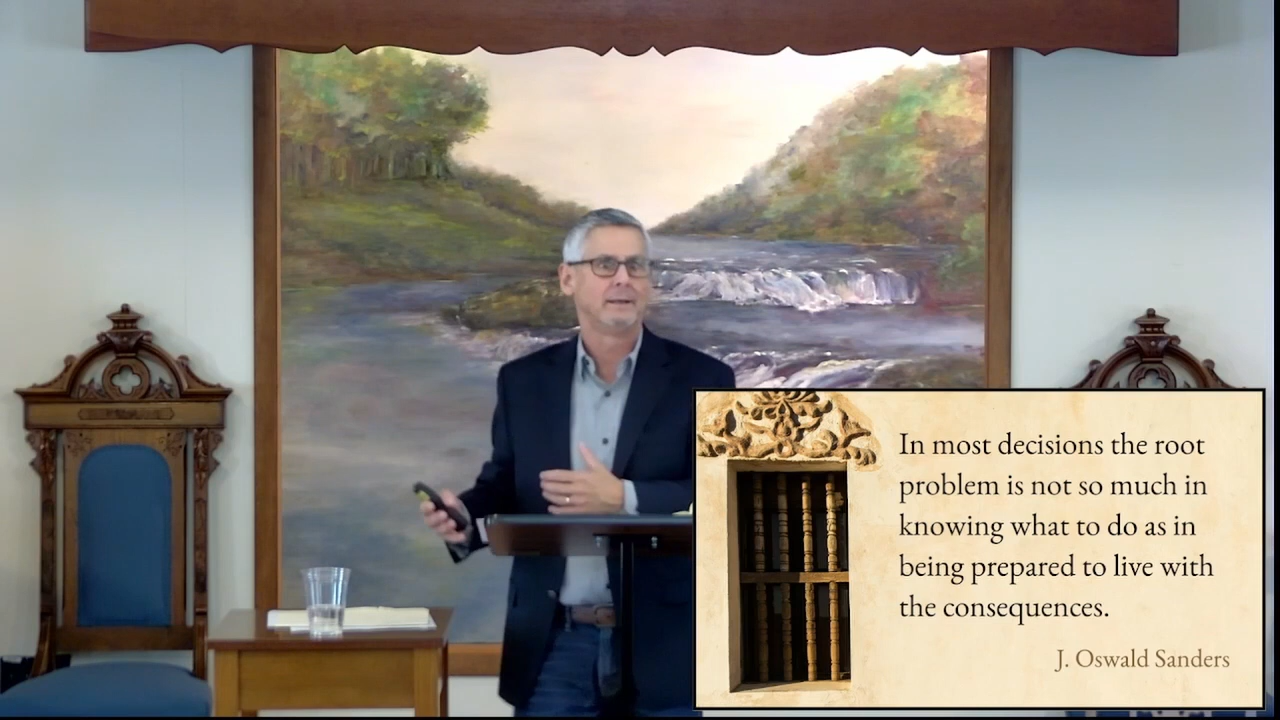 In most decisions the root
problem is not so much in
knowing what to do as in
being prepared to live with
the consequences.
J. Oswald Sanders